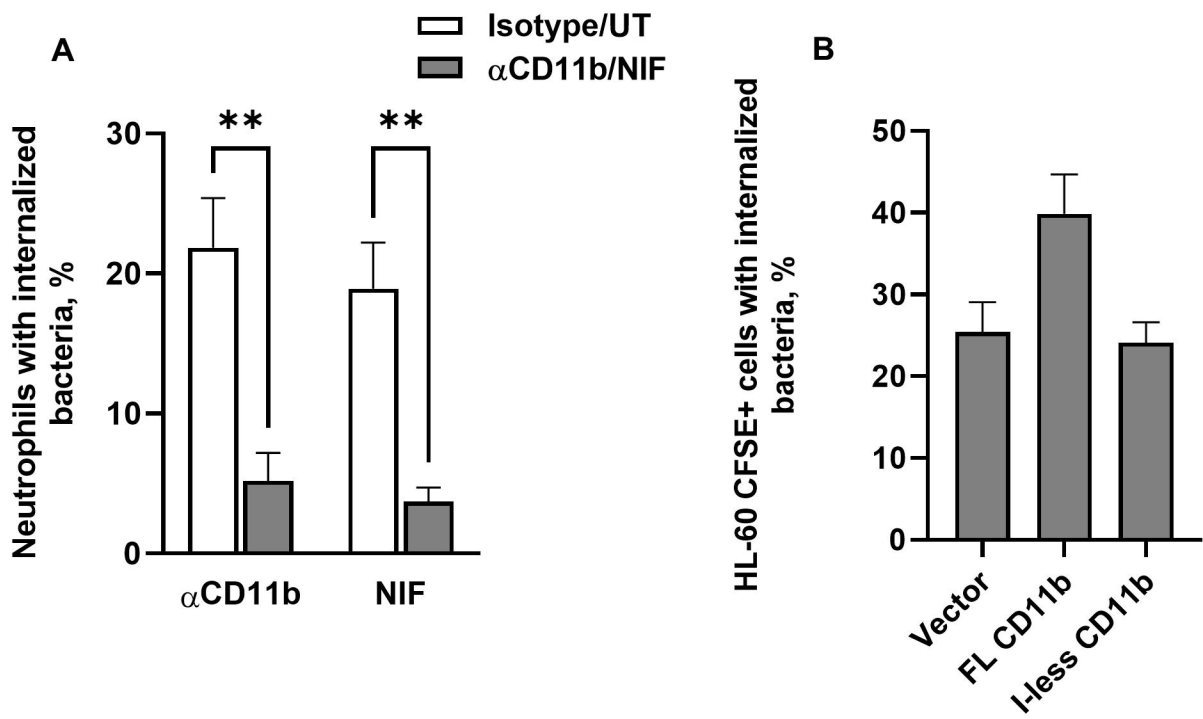 A
Isotype/UT
αCD11b/NIF
Neutrophils with internalized
bacteria, %
30
20
10
0
**
**
αCD11b
NIF
B
HL-60 CFSE+ cells with internalized
bacteria, %
50
40
30
20
10
0
Vector
FL CD11b
I-less CD11b